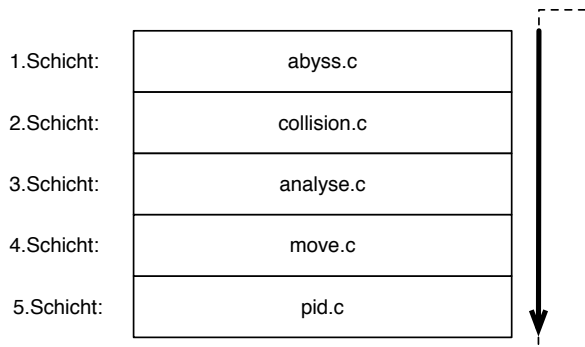 1.Schicht: abyss.c
2.Schicht: collision.c
3.Schicht: analyse.c
4.Schicht: move.c
5.Schicht: pid.c